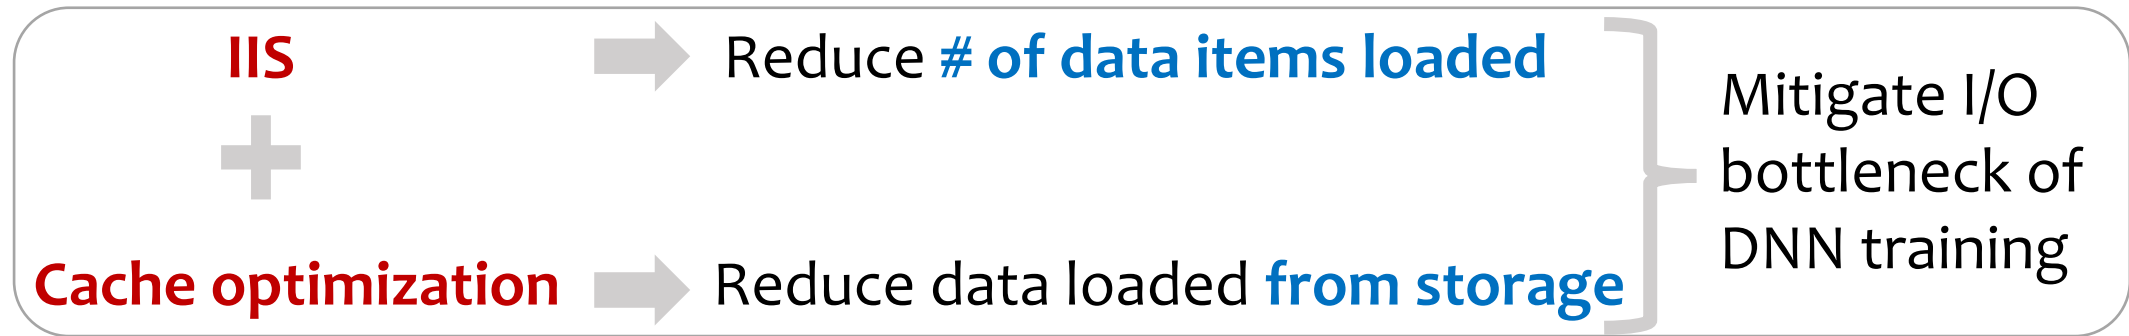 IIS
Reduce # of data items loaded
+
Cache optimization
Reduce data loaded from storage
Mitigate I/O
bottleneck of
DNN training